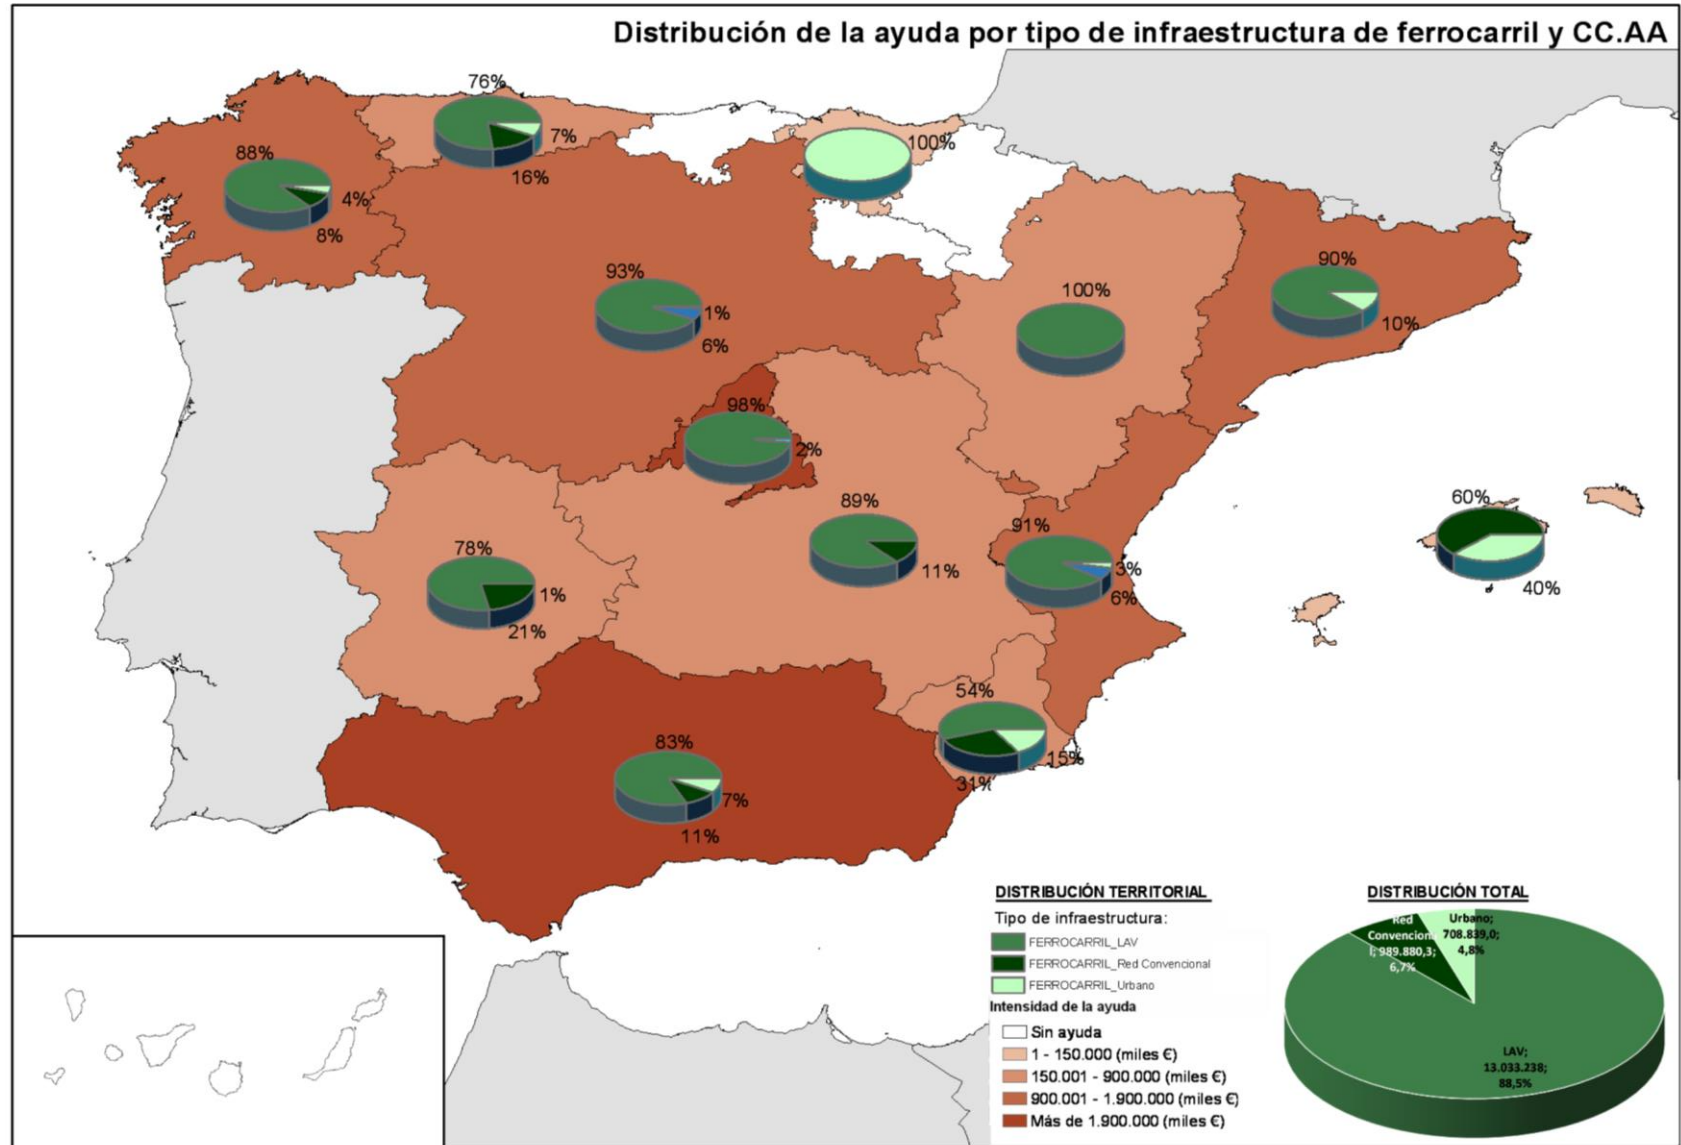 Distribución de la ayuda por tipo de infraestructura de ferrocarril y CC.AA
76%
7%
16%
100%
88%
4%
8%
93%
1%
6%
100%
90%
10%
98%
2%
89%
11%
91%
3%
6%
60%
40%
78%
1%
21%
54%
15%
31%
83%
7%
11%
DISTRIBUCIÓN TERRITORIAL
Tipo de infraestructura:
FERROCARRIL_LAV
FERROCARRIL_Red Convencional
FERROCARRIL_Urbano
Intensidad de la ayuda
Sin ayuda
1 - 150.000 (miles €)
150.001 - 900.000 (miles €)
900.001 - 1.900.000 (miles €)
Más de 1.900.000 (miles €)
DISTRIBUCIÓN TOTAL
Red
Convenciona
l; 989.880,3;
6,7%
Urbano;
708.839,0;
4,8%
LAV;
13.033.238;
88,5%